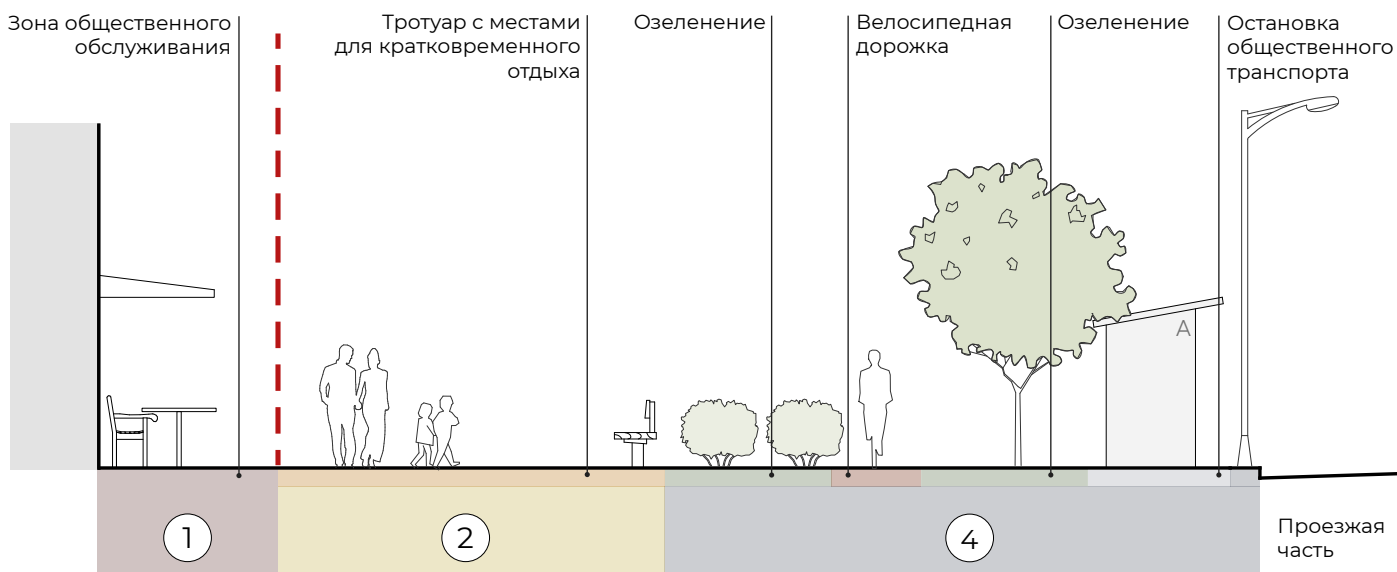 Зона общественного
обслуживания
Тротуар с местами
для кратковременного
отдыха
Озеленение
Велосипедная
дорожка
Озеленение
Остановка
общественного
транспорта
А
1
2
4
Проезжая
часть